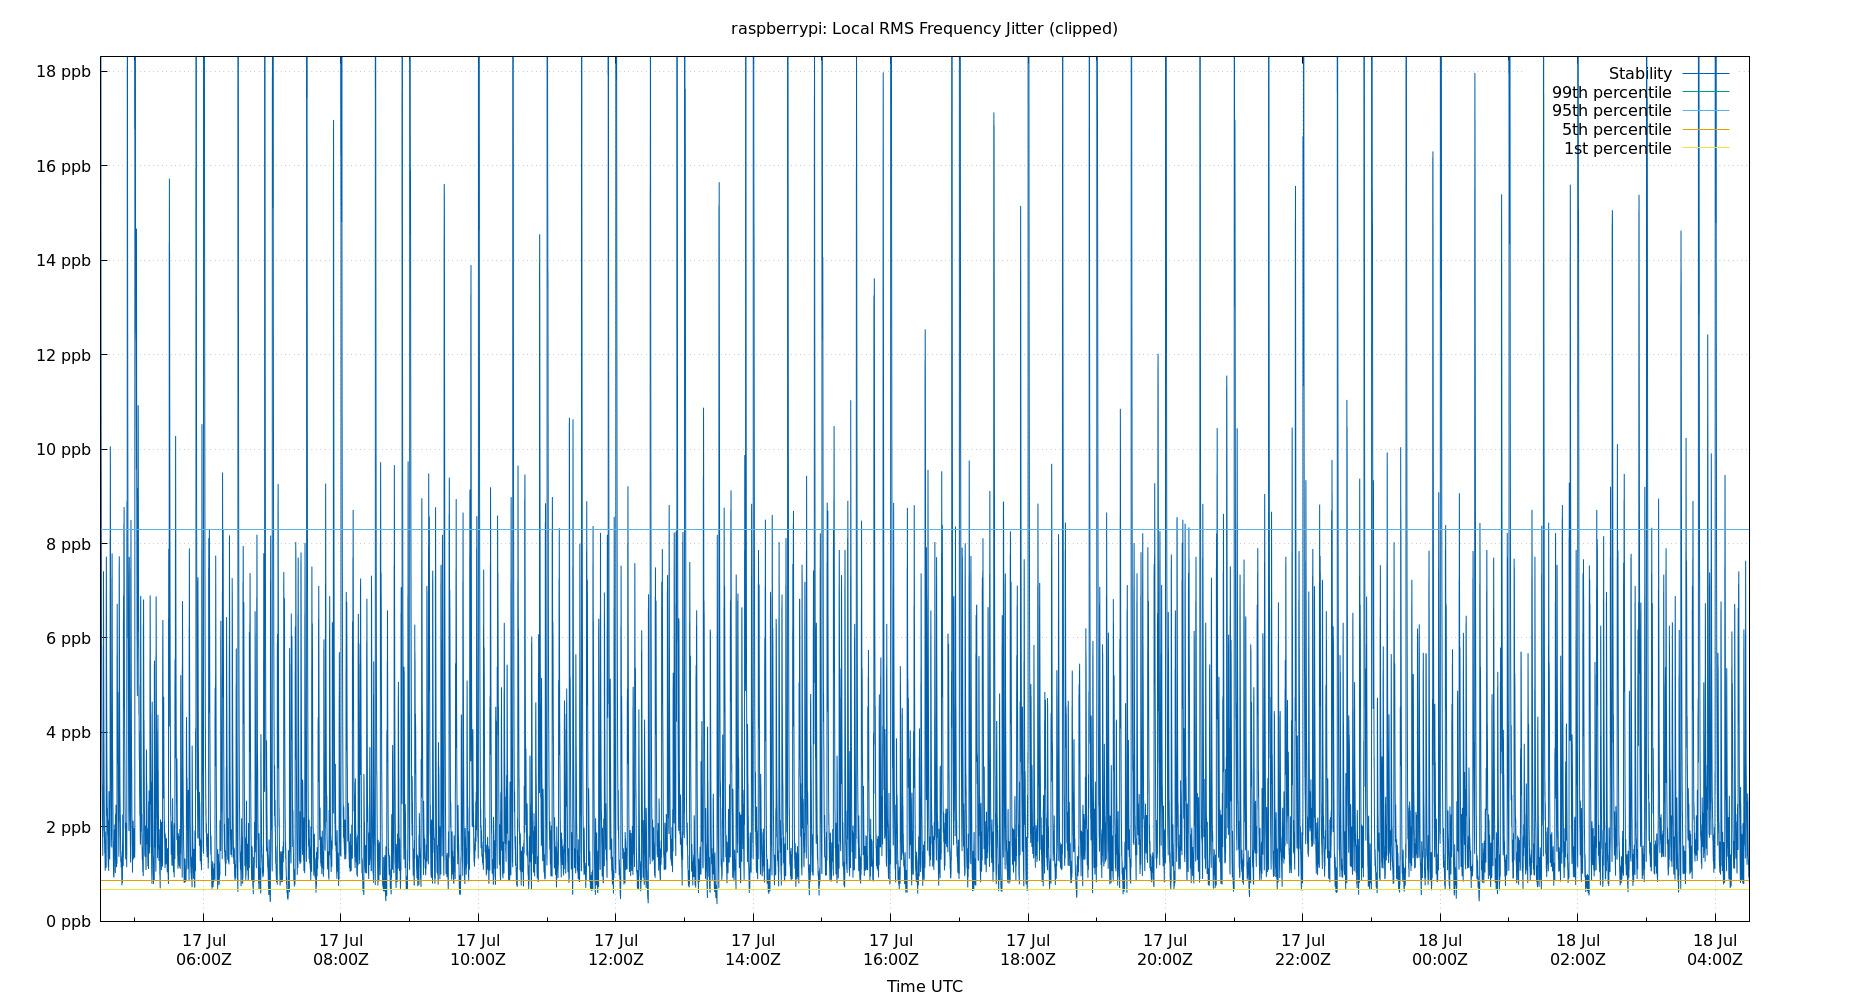 raspberrypi: Local RMS Frequency Jitter (clipped)
18 ppb
16 ppb
14 ppb
12 ppb
10 ppb
8 ppb
6 ppb
4 ppb
2 ppb
0 ppb
Stability
99th percentile
95th percentile
5th percentile
1st percentile
17 Jul 17 Jul 17 Jul 17 Jul 17 Jul 17 Jul 17 Jul 17 Jul 17 Jul 18 Jul 18 Jul 18 Jul
06:00Z 08:00Z 10:00Z 12:00Z 14:00Z 16:00Z 18:00Z 20:00Z 22:00Z 00:00Z 02:00Z 04:00Z
Time UTC